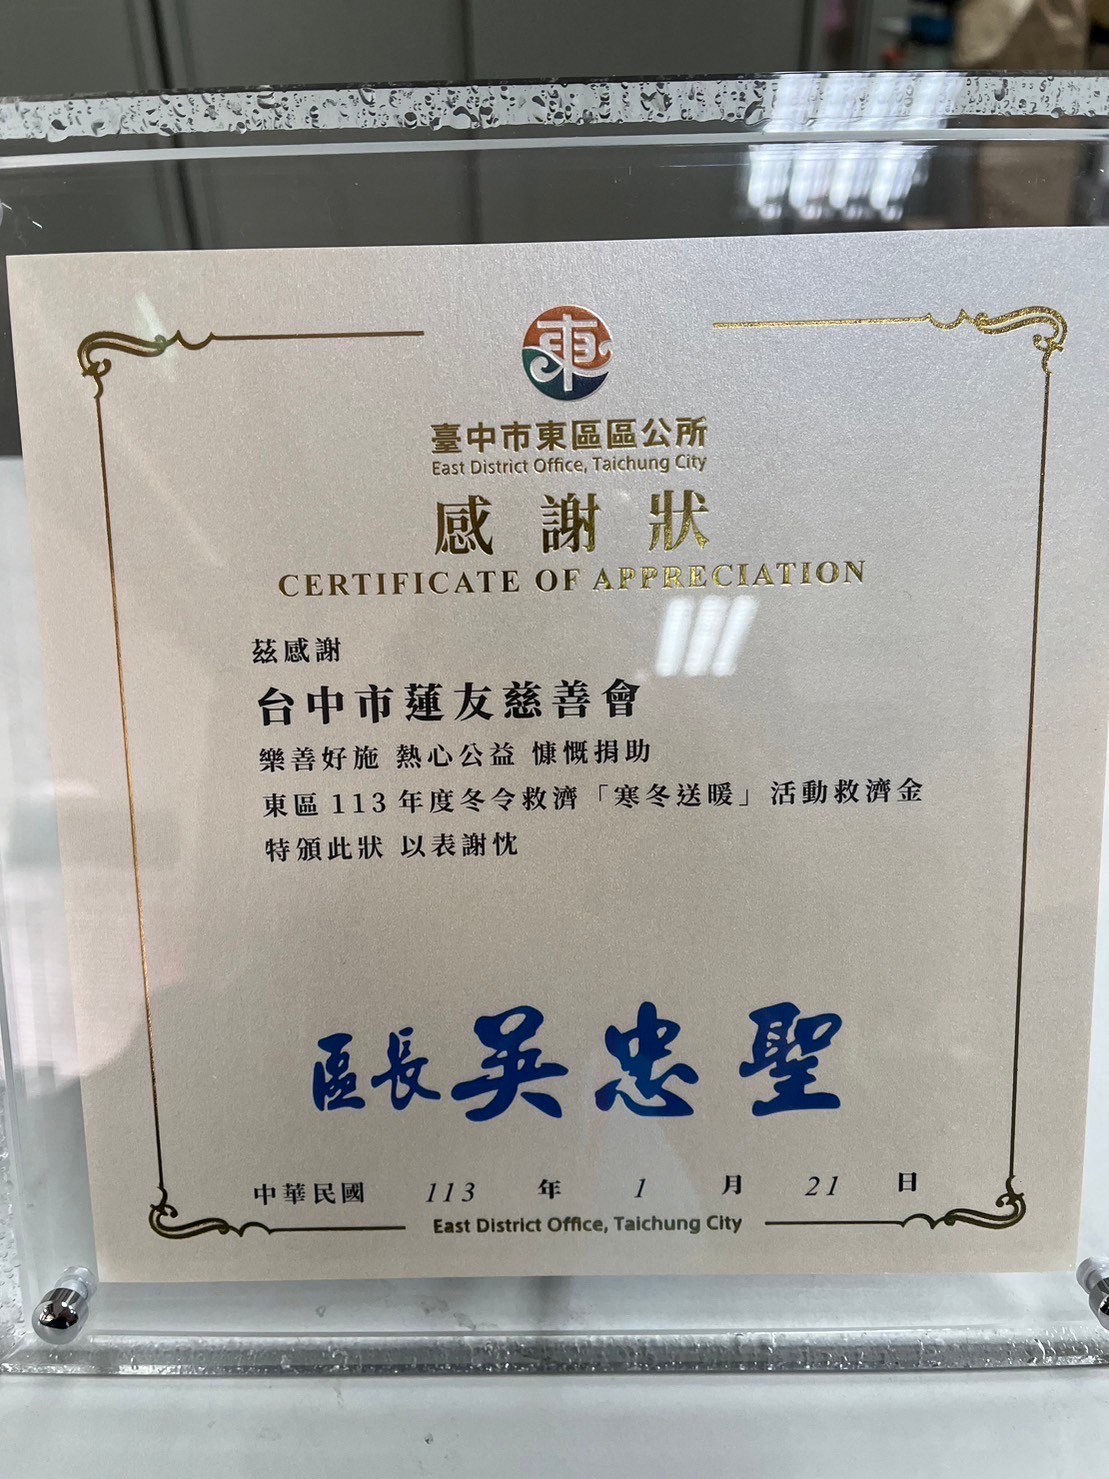 東
臺中市東區區公所
East District Office, Taichung City
感謝狀
CERTIFICATE OF APPRECIATION
茲感謝
台中市蓮友慈善會
樂善好施 熱心公益 慷慨捐助
東區 113 年度冬令救濟「寒冬送暖」活動救濟金
特頒此狀 以表謝忱
區長吳忠聖
中華民國 113 年 1 月 21 日
East District Office, Taichung City